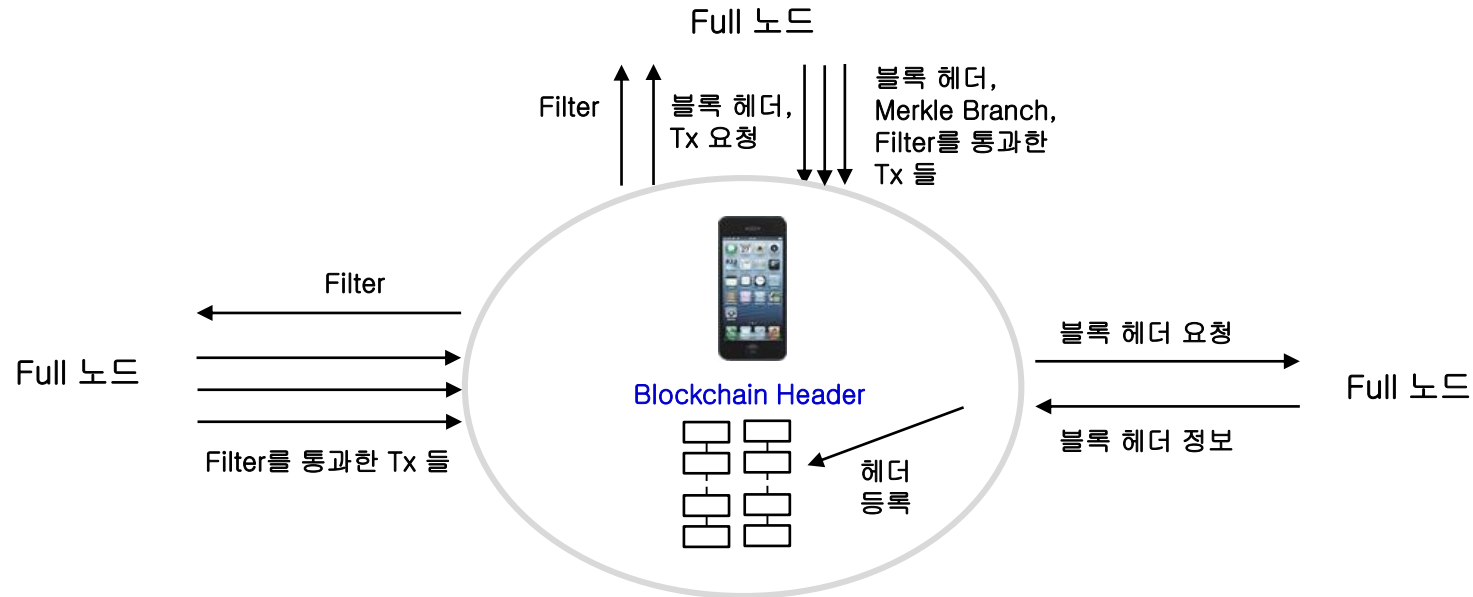 Full 노드
Filter
블록 헤더,
Tx 요청
블록 헤더,
Merkle Branch,
Filter를 통과한
Tx 들
Filter
Full 노드
Filter를 통과한 Tx 들
Blockchain Header
헤더
등록
블록 헤더 요청
Full 노드
블록 헤더 정보